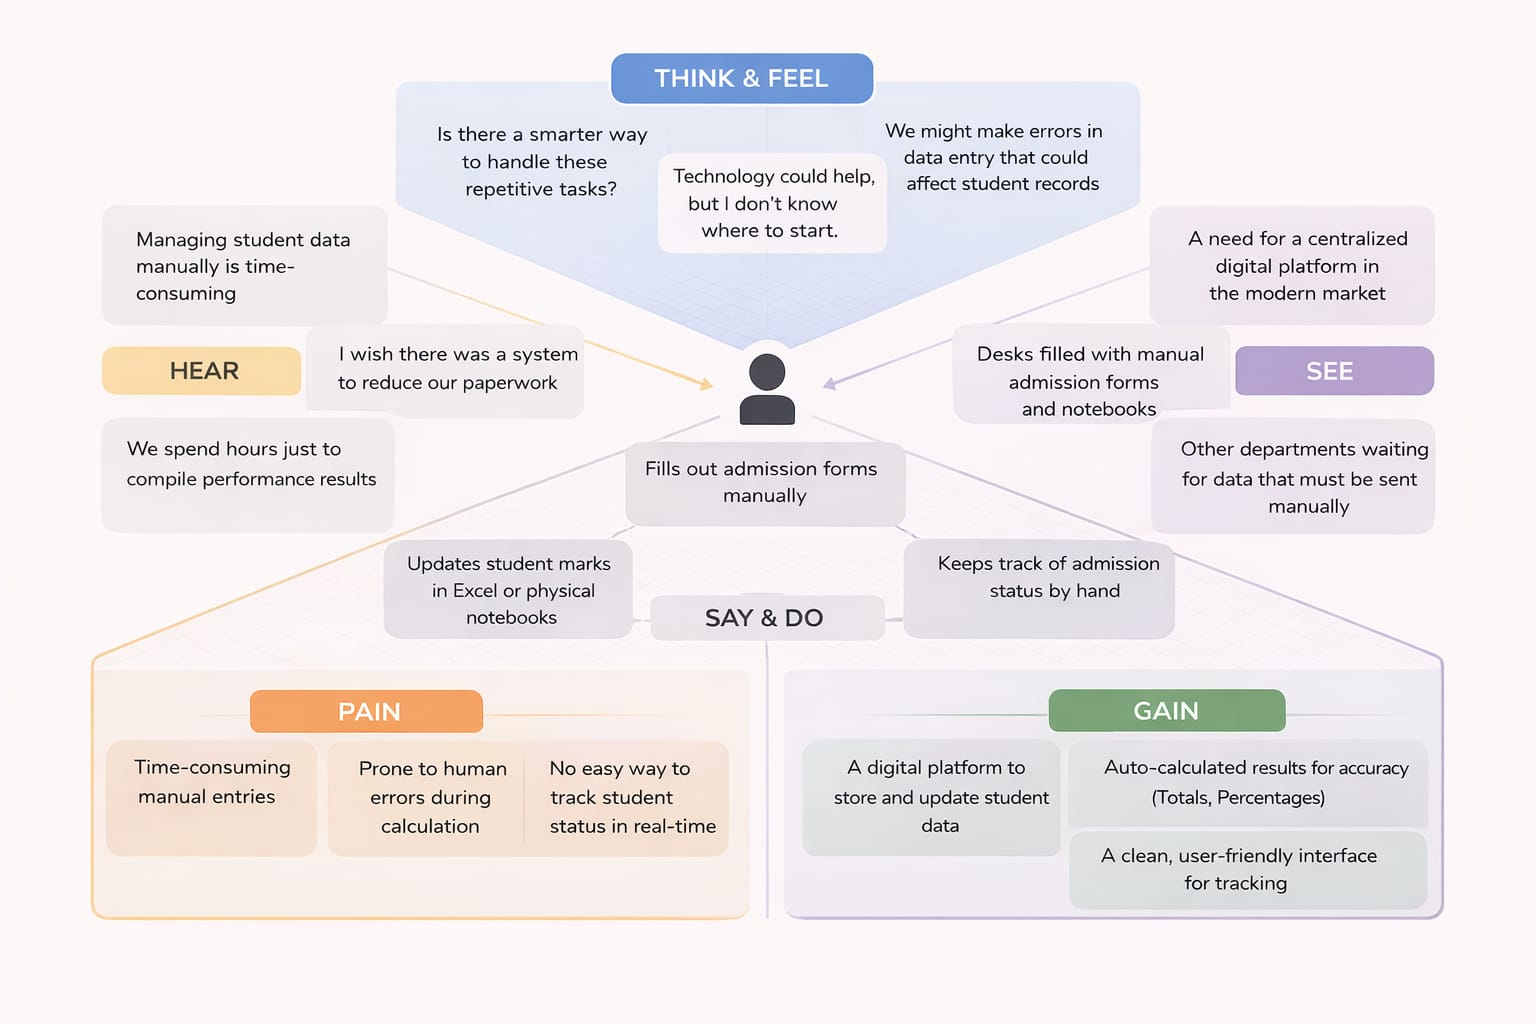 THINK & FEEL
Is there a smarter way
to handle these
repetitive tasks?
Technology could help,
but I don't know
where to start.
We might make errors in
data entry that could
affect student records
Managing student data
manually is time-
consuming
HEAR
I wish there was a system
to reduce our paperwork
We spend hours just to
compile performance results
A need for a centralized
digital platform in
the modern market
Desks filled with manual
admission forms
and notebooks
SEE
Other departments waiting
for data that must be sent
manually
Fills out admission forms
manually
Updates student marks
in Excel or physical
notebooks
SAY & DO
Keeps track of admission
status by hand
PAIN
Time-consuming
manual entries
Prone to human
errors during
calculation
No easy way to
track student
status in real-time
GAIN
A digital platform to
store and update student
data
Auto-calculated results for accuracy
(Totals, Percentages)
A clean, user-friendly interface
for tracking